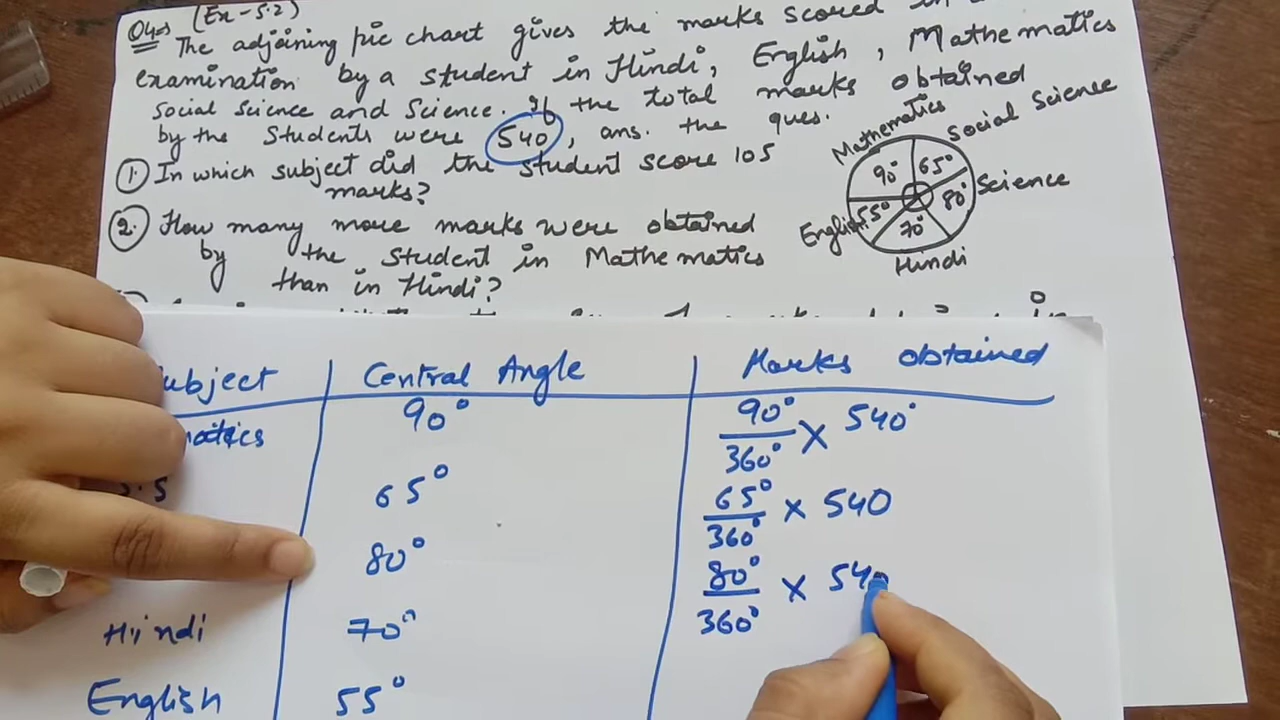 Q4⇒ (Ex-5.2)
The adjoining pie chart gives the marks scored in
examination by a student in Hindi, English, Mathematics
Social Science and Science. If the total marks obtained
by the students were 540, ans. the ques.
① In which subject did the student score 105
marks?
② How many more marks were obtained
by the student in Mathematics
than in Hindi?
Mathematics
Social Science
90° 65°
Science
80°
English 55°
70°
Hindi
ubject Central Angle Marks obtained
90° 90°/360° × 540°
S.S 65° 65°/360° × 540
80° 80°/360° × 540
Hindi 70°
English 55°